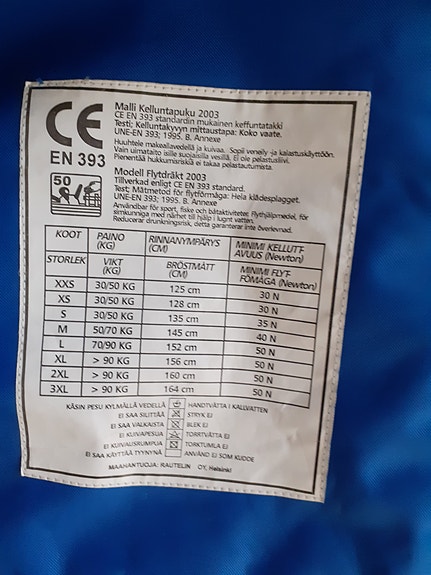 CE
EN 393
50
Malli Kelluntapuku 2003
CE EN 393 standardin mukainen keffuntatakki
Testi; Kelluntakyvyn mittaustapa: Koko vaate
UNE-EN 393; 1995. B. Annexe
Huuhtele makeallavedellä ja kuivaa. Sopii veneily -ja kalastuskäyttöön.
Vain uimataito isille suojaisilla vesillä. Ei ole pelastusliivi.
Pienentää hukkumariskiä ei takaa pelastautumista.
Modell Flytdräkt 2003
Tillverkad enligt CE EN 393 standard.
Test; Mätmetod för flytförmåga: Hela klädesplagget.
UNE-EN 393; 1995. B. Annexe
Användbar för sport, fiske och båtaktiviteter. Flythjälpmedel, för
simkunniga med närhet till hjälp i lugnt vatten.
Reducerar drunkningsrisk, detta garanterar inte överlevnad.
KOOT PAINO (KG) RINNANYMPÄRYS (CM) MINIMI KELLUTT-AVUUS (Newton)
STORLEK VIKT (KG) BRÖSTMÅTT (CM) MINIMI FLYT-FÖMÅGA (Newton)
XXS 30/50 KG 125 cm 30 N
XS 30/50 KG 128 cm 30 N
S 30/50 KG 135 cm 35 N
M 50/70 KG 145 cm 40 N
L 70/90 KG 152 cm 50 N
XL > 90 KG 156 cm 50 N
2XL > 90 KG 160 cm 50 N
3XL > 90 KG 164 cm 50 N
KÄSIN PESU KYLMÄLLÄ VEDELLÄ HANDTVÄTTA I KALLVATTEN
EI SAA SILITTÄÄ STRYK EJ
EI SAA VALKAISTA BLEK EJ
EI KUIVAPESUA TORRTVÄTTA EJ
EI KUIVAUSRUMPUA TORKTUMLA EJ
EI SAA KÄYTTÄÄ TYYNYNÄ ANVÄND EJ SOM KUDDE
MAAHANTUOJA: RAUTELIN OY, Helsinki